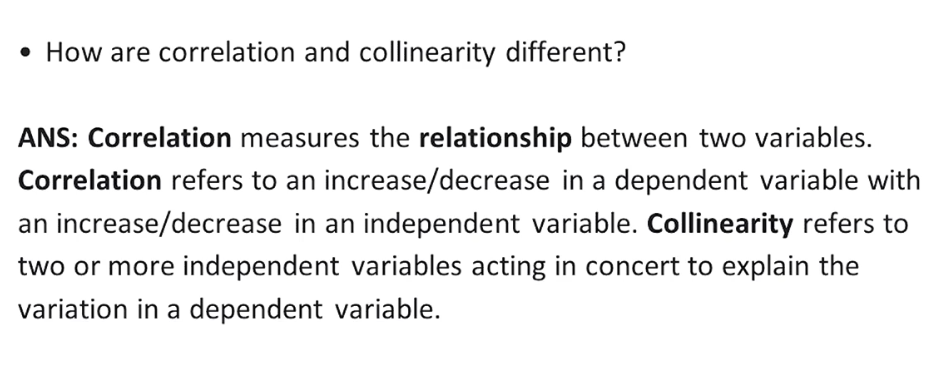 • How are correlation and collinearity different?
ANS: Correlation measures the relationship between two variables.
Correlation refers to an increase/decrease in a dependent variable with
an increase/decrease in an independent variable. Collinearity refers to
two or more independent variables acting in concert to explain the
variation in a dependent variable.